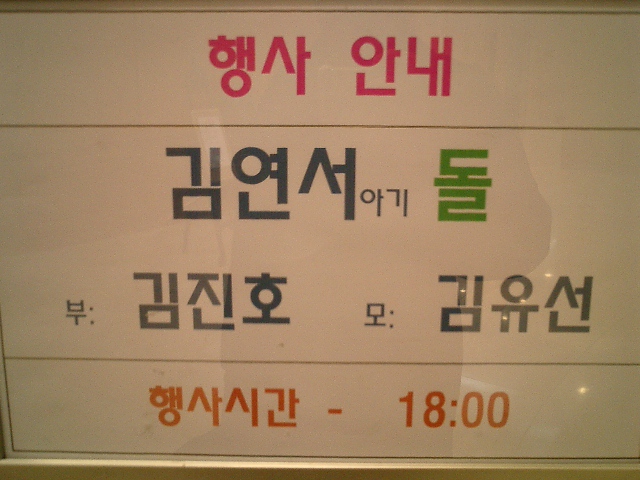 행사 안내
김연서아기 돌
부: 김진호 모: 김유선
행사시간 - 18:00